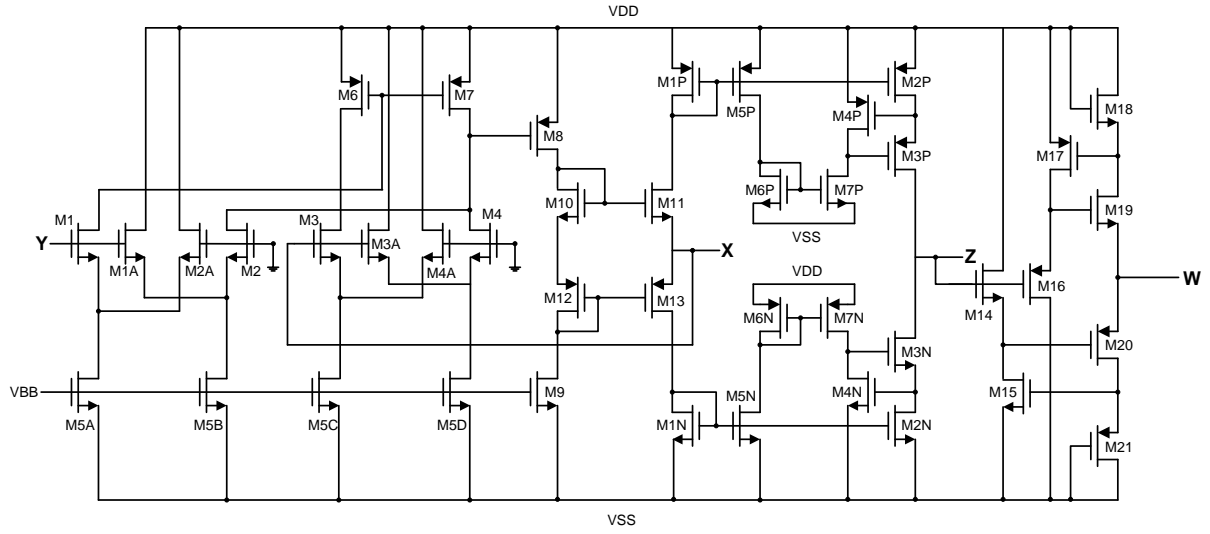 VDD
M6
M7
M8
M1P
M5P
M2P
M4P
M3P
M18
M17
M1
M3
M4
M10
M11
M6P
M7P
M19
Y
M1A
M2A
M2
M3A
M4A
VSS
X
Z
VDD
W
M12
M13
M6N
M7N
M14
M16
M20
M3N
VBB
M9
M5N
M4N
M15
M5A
M5B
M5C
M5D
M1N
M2N
M21
VSS